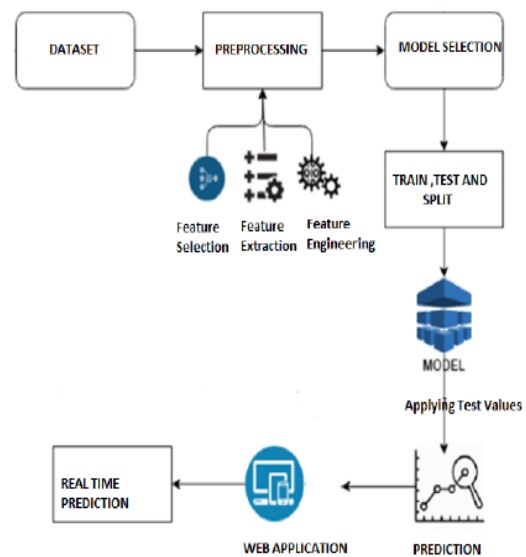 DATASET
PREPROCESSING
MODEL SELECTION
Feature
Selection
Feature
Extraction
Feature
Engineering
TRAIN ,TEST AND
SPLIT
MODEL
Applying Test Values
PREDICTION
WEB APPLICATION
REAL TIME
PREDICTION